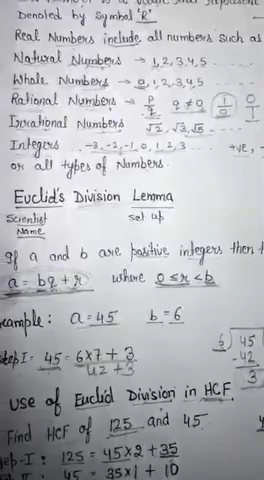 Denoted by Symbol 'R'
Real Numbers include all numbers such as
Natural Numbers → 1, 2, 3, 4, 5 ....
Whole Numbers → 0, 1, 2, 3, 4, 5 ....
Rational Numbers → p/q q ≠ 0 1/0 0/1
Irrational Numbers √2, √3, √5 ....
Integers ... -3, -2, -1, 0, 1, 2, 3 ... +ve,
or all types of Numbers.
Euclid's Division Lemma
Scientist Name set up
If a and b are positive integers then
a = bq + r where 0 ≤ r < b
Example: a = 45 b = 6
Step I: 45 = 6×7 + 3
42 + 3
6 45
-42
3
Use of Euclid Division in HCF.
Find HCF of 125 and 45.
Step-I: 125 = 45×2 + 35
45 = 35×1 + 10